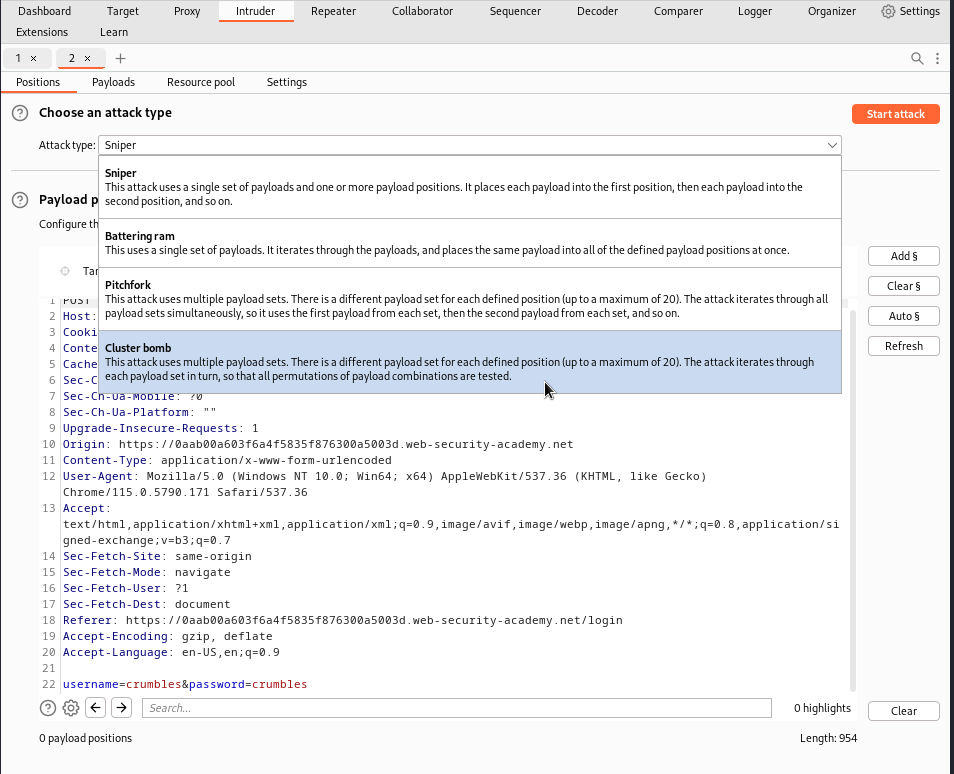 Dashboard Target Proxy Intruder Repeater Collaborator Sequencer Decoder Comparer Logger Organizer Settings
Extensions Learn
1 × 2 × +
Positions Payloads Resource pool Settings
? Choose an attack type Start attack
Attack type: Sniper
Sniper
This attack uses a single set of payloads and one or more payload positions. It places each payload into the first position, then each payload into the
second position, and so on.
? Payload p
Configure th
Battering ram
This uses a single set of payloads. It iterates through the payloads, and places the same payload into all of the defined payload positions at once.
Add §
Tar
Pitchfork
This attack uses multiple payload sets. There is a different payload set for each defined position (up to a maximum of 20). The attack iterates through all
payload sets simultaneously, so it uses the first payload from each set, then the second payload from each set, and so on.
Clear §
Auto §
Refresh
Cluster bomb
This attack uses multiple payload sets. There is a different payload set for each defined position (up to a maximum of 20). The attack iterates through
each payload set in turn, so that all permutations of payload combinations are tested.
1 POST
2 Host:
3 Cooki
4 Conte
5 Cache
6 Sec-C
7 Sec-Ch-Ua-Mobile: ?0
8 Sec-Ch-Ua-Platform: ""
9 Upgrade-Insecure-Requests: 1
10 Origin: https://0aab00a603f6a4f5835f876300a5003d.web-security-academy.net
11 Content-Type: application/x-www-form-urlencoded
12 User-Agent: Mozilla/5.0 (Windows NT 10.0; Win64; x64) AppleWebKit/537.36 (KHTML, like Gecko)
Chrome/115.0.5790.171 Safari/537.36
13 Accept:
text/html,application/xhtml+xml,application/xml;q=0.9,image/avif,image/webp,image/apng,*/*;q=0.8,application/si
gned-exchange;v=b3;q=0.7
14 Sec-Fetch-Site: same-origin
15 Sec-Fetch-Mode: navigate
16 Sec-Fetch-User: ?1
17 Sec-Fetch-Dest: document
18 Referer: https://0aab00a603f6a4f5835f876300a5003d.web-security-academy.net/login
19 Accept-Encoding: gzip, deflate
20 Accept-Language: en-US,en;q=0.9
21
22 username=crumbles&password=crumbles
? Search... 0 highlights Clear
0 payload positions Length: 954